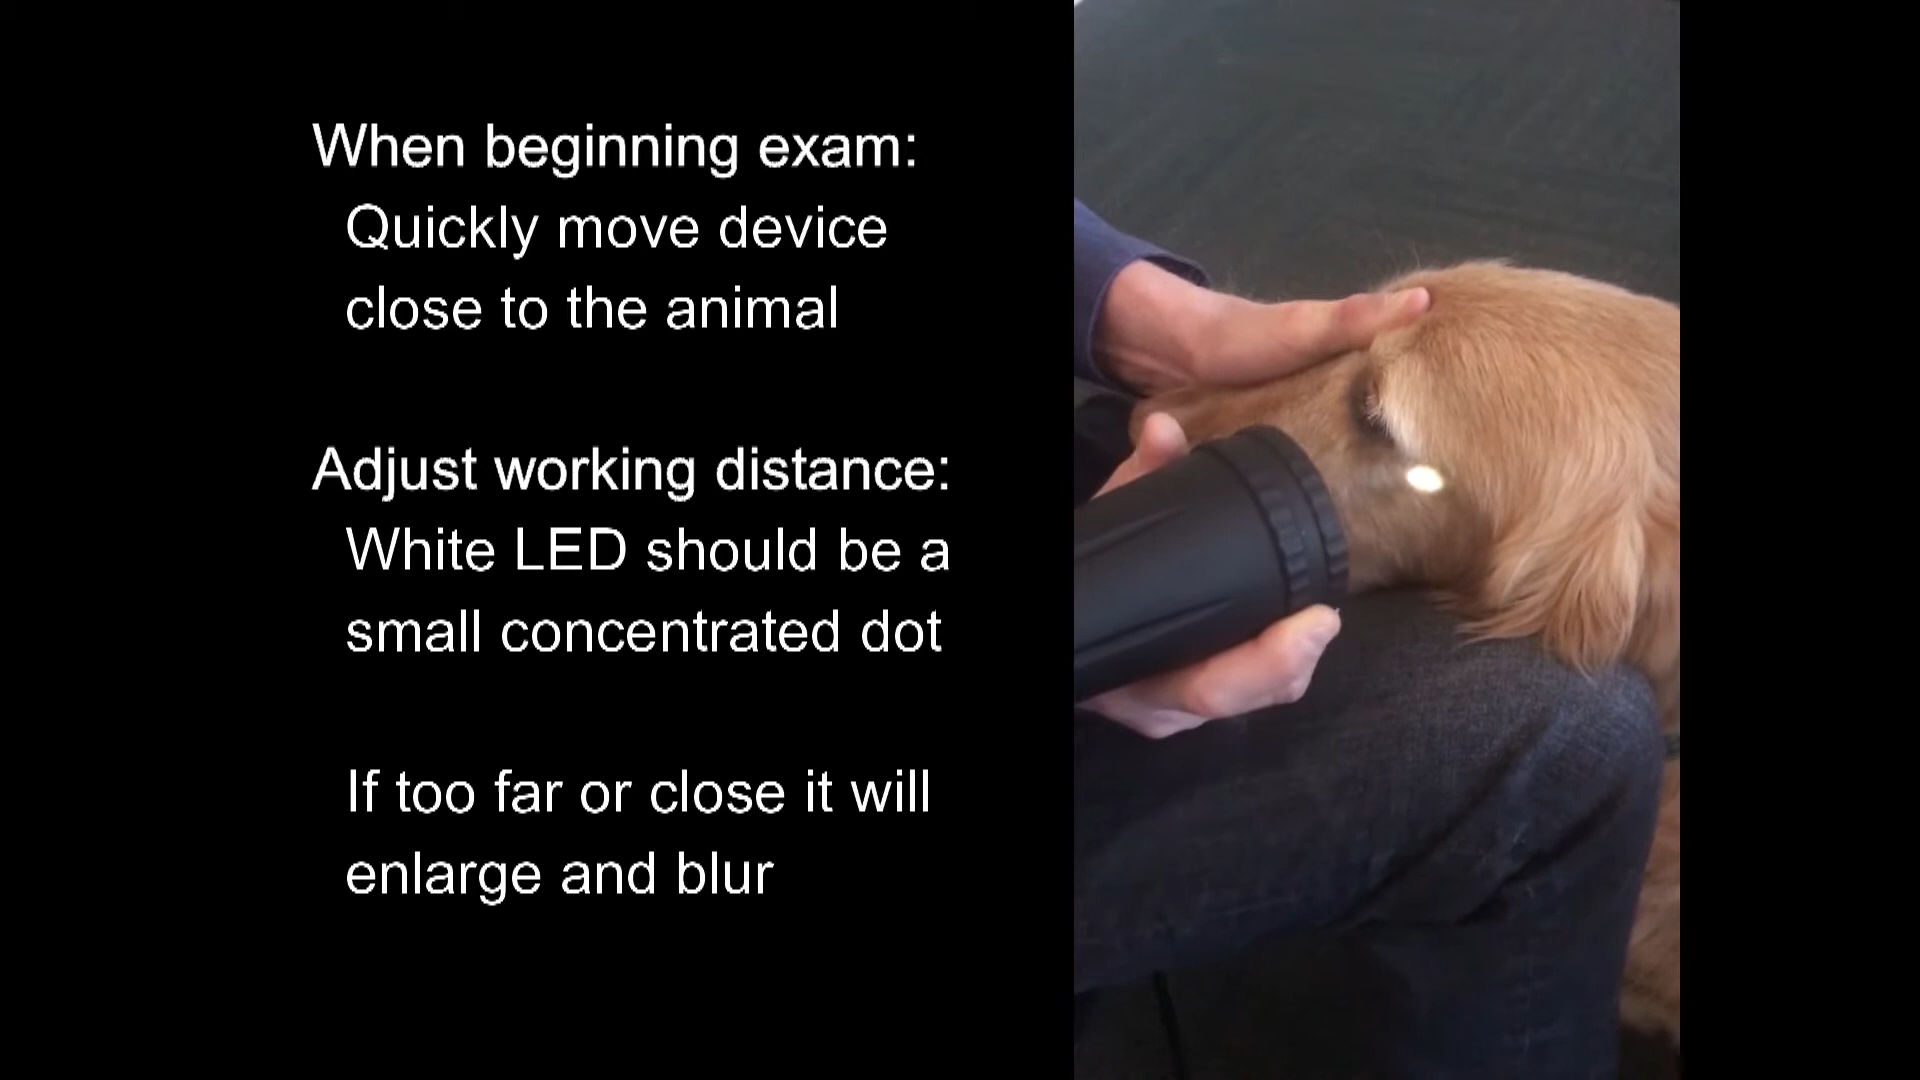 When beginning exam:
Quickly move device
close to the animal
Adjust working distance:
White LED should be a
small concentrated dot
If too far or close it will
enlarge and blur